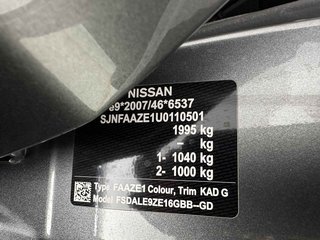 NISSAN
e9*2007/46*6537
SJNFAAZE1U0110501
1995 kg
– kg
1- 1040 kg
2- 1000 kg
Type FAAZE1 Colour, Trim KAD G
Model FSDALE9ZE16GBB--GD